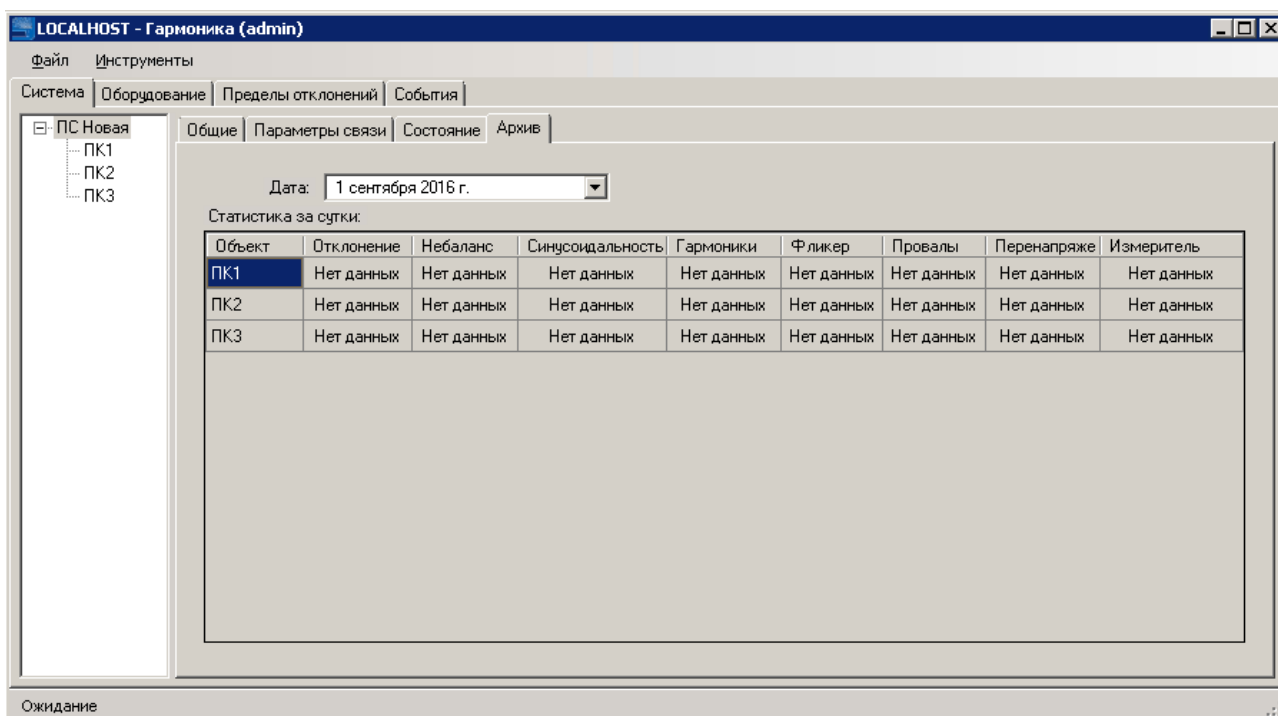 LOCALHOST - Гармоника (admin)
Файл Инструменты
Система Оборудование Пределы отклонений События
ПС Новая
ПК1
ПК2
ПК3
Общие Параметры связи Состояние Архив
Дата: 1 сентября 2016 г.
Статистика за сутки:
Объект Отклонение Небаланс Синусоидальность Гармоники Фликер Провалы Перенапряже Измеритель
ПК1 Нет данных Нет данных Нет данных Нет данных Нет данных Нет данных Нет данных Нет данных
ПК2 Нет данных Нет данных Нет данных Нет данных Нет данных Нет данных Нет данных Нет данных
ПК3 Нет данных Нет данных Нет данных Нет данных Нет данных Нет данных Нет данных Нет данных
Ожидание